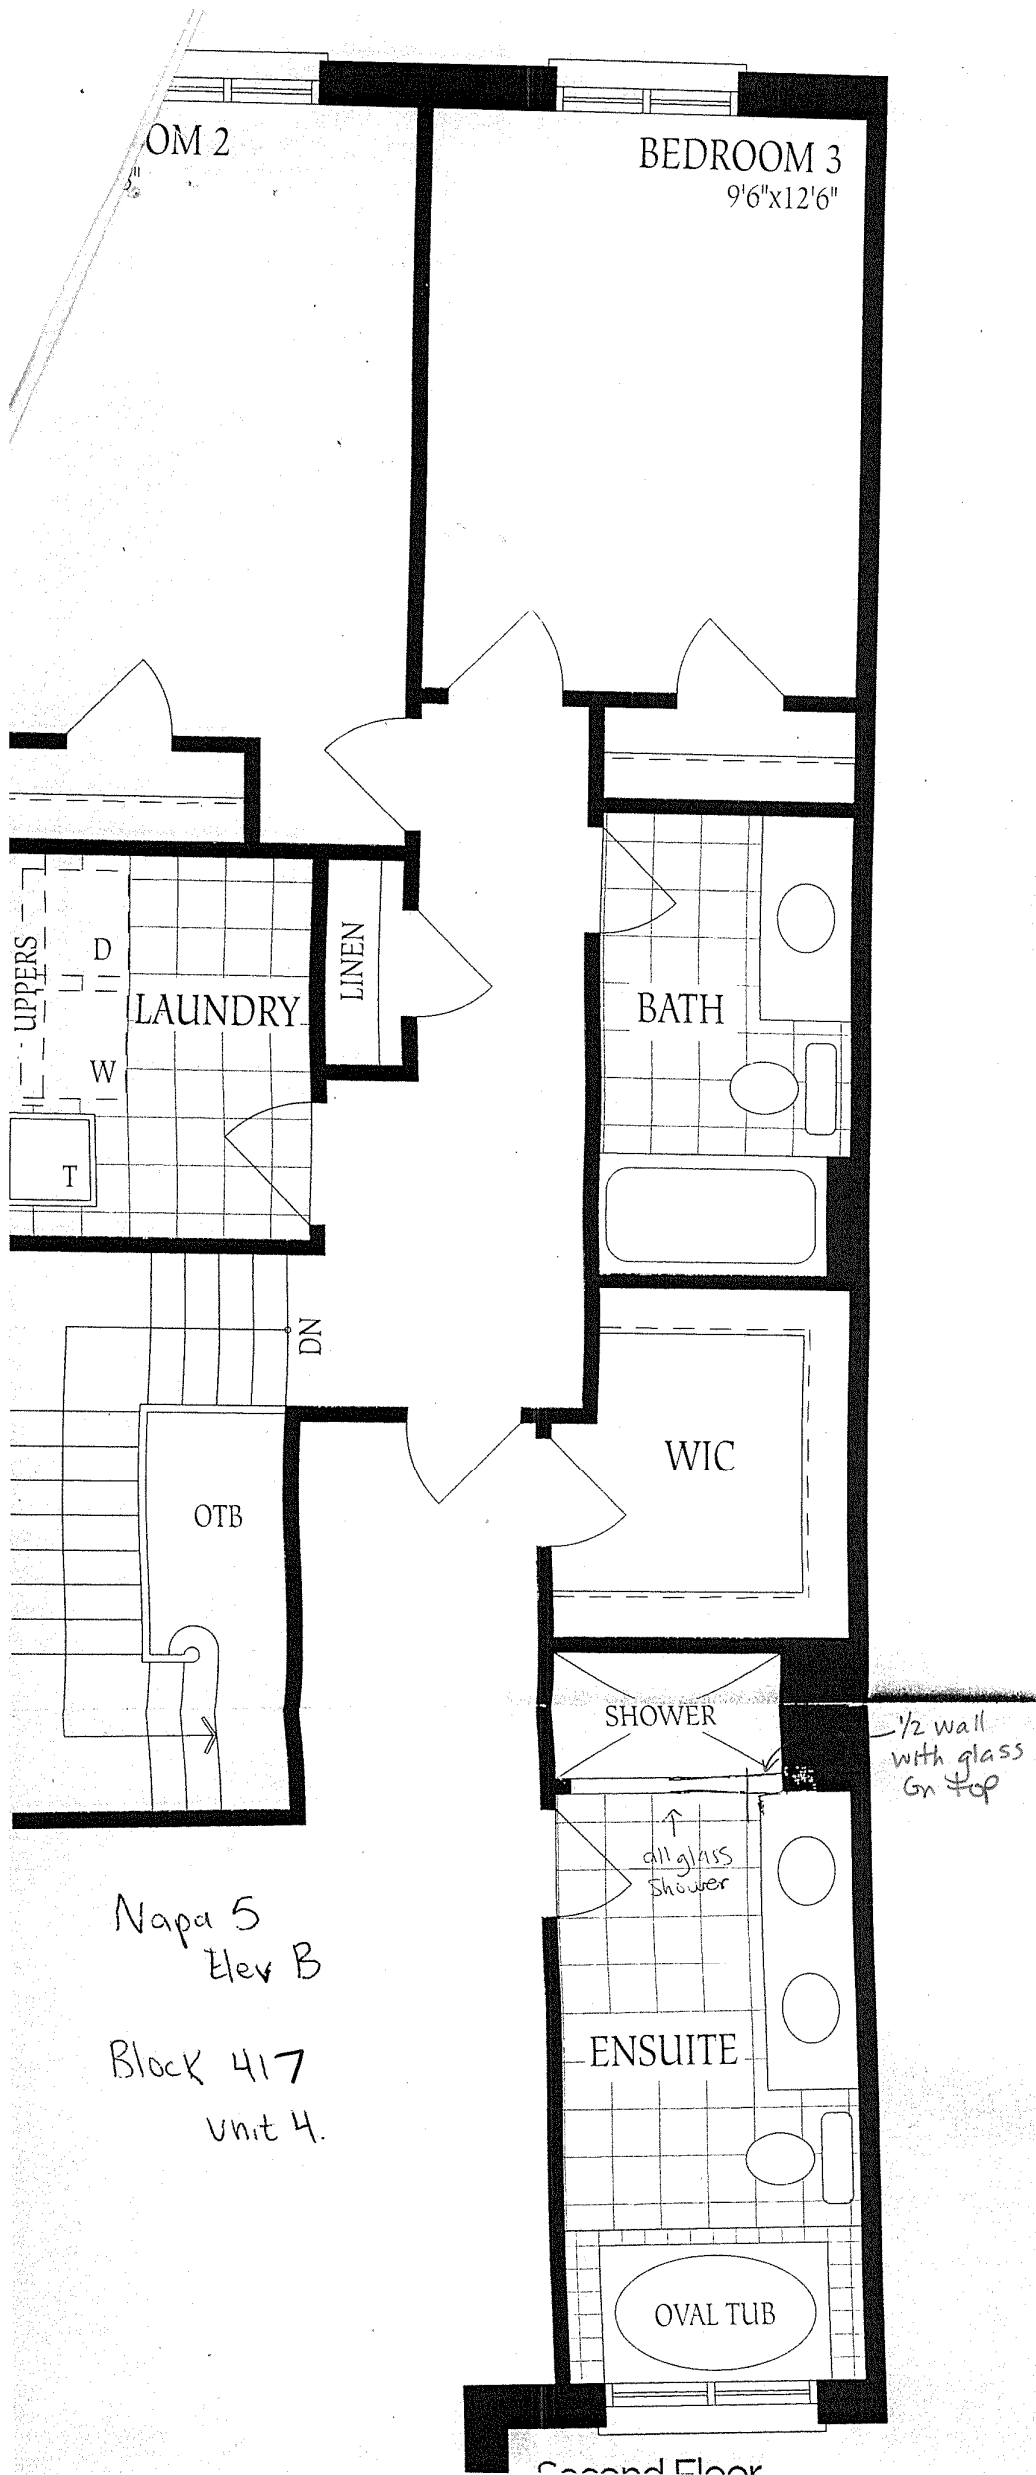 OM 2
BEDROOM 3
9'6"x12'6"
UPPERS
D
LAUNDRY
W
T
LINEN
BATH
DN
OTB
WIC
SHOWER
1/2 wall
with glass
on top
all glass
shower
Napa 5
Elev B
Block 417
Unit 4.
ENSUITE
OVAL TUB
Second Floor